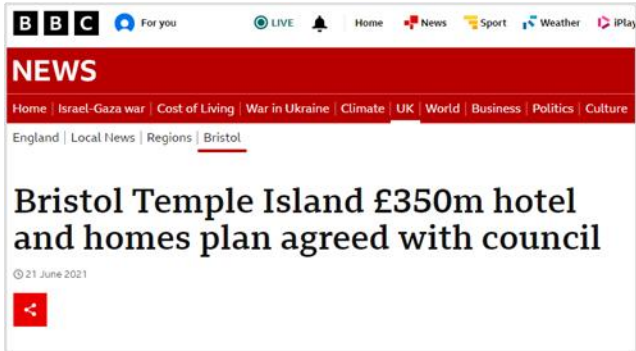 BBC For you LIVE Home News Sport Weather iPlay
NEWS
Home Israel-Gaza war Cost of Living War in Ukraine Climate UK World Business Politics Culture
England Local News Regions Bristol
Bristol Temple Island £350m hotel
and homes plan agreed with council
21 June 2021